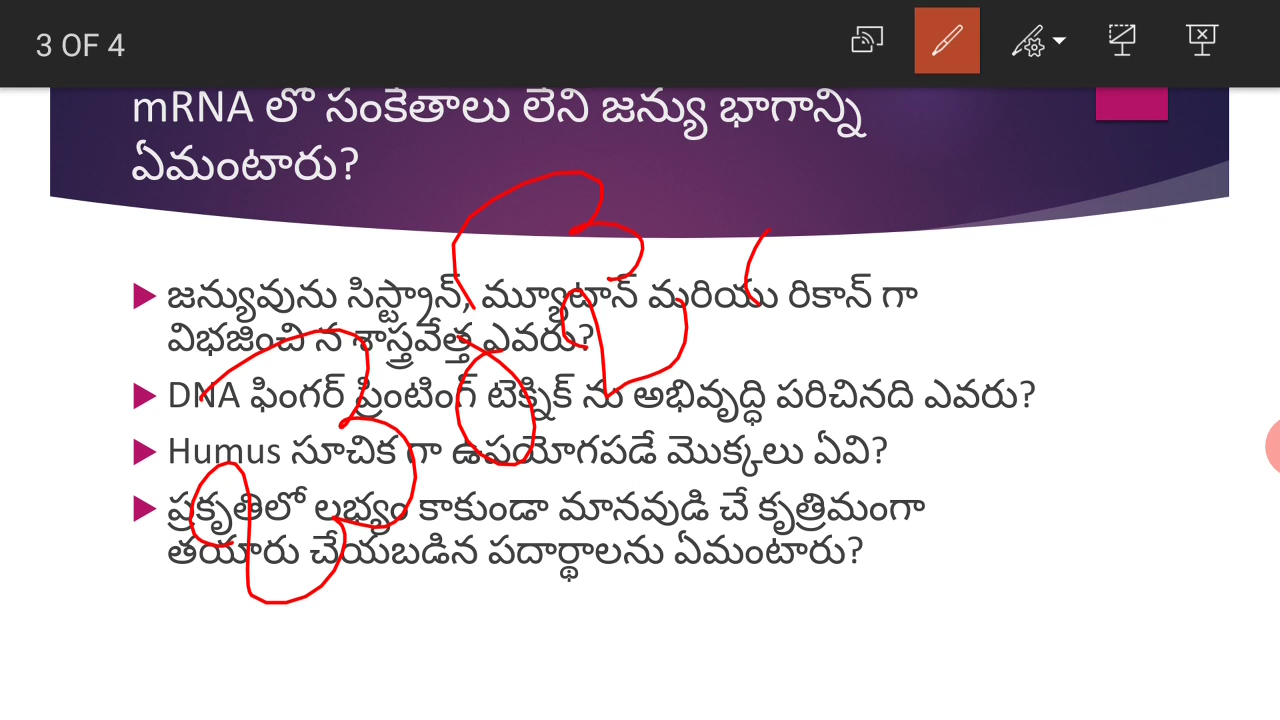 3 OF 4
mRNA లో సంకేతాలు లేని జన్యు భాగాన్ని
ఏమంటారు?
జన్యువును సిస్ట్రాన్, మ్యూటాన్ మరియు రికాన్ గా
విభజించి న శాస్త్రవేత్త ఎవరు?
DNA ఫింగర్ ప్రింటింగ్ టెక్నిక్ ను అభివృద్ధి పరిచినది ఎవరు?
Humus సూచిక గా ఉపయోగపడే మొక్కలు ఏవి?
ప్రకృతిలో లభ్యం కాకుండా మానవుడి చే కృత్రిమంగా
తయారు చేయబడిన పదార్థాలను ఏమంటారు?